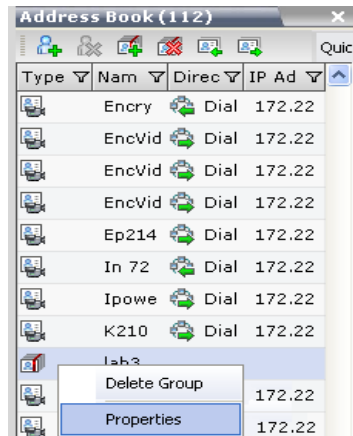 Address Book (112)
Quic
Type Nam Direc IP Ad
Encry Dial 172.22
EncVid Dial 172.22
EncVid Dial 172.22
EncVid Dial 172.22
Ep214 Dial 172.22
In 72 Dial 172.22
Ipowe Dial 172.22
K210 Dial 172.22
lab3
Delete Group
172.22
Properties
172.22